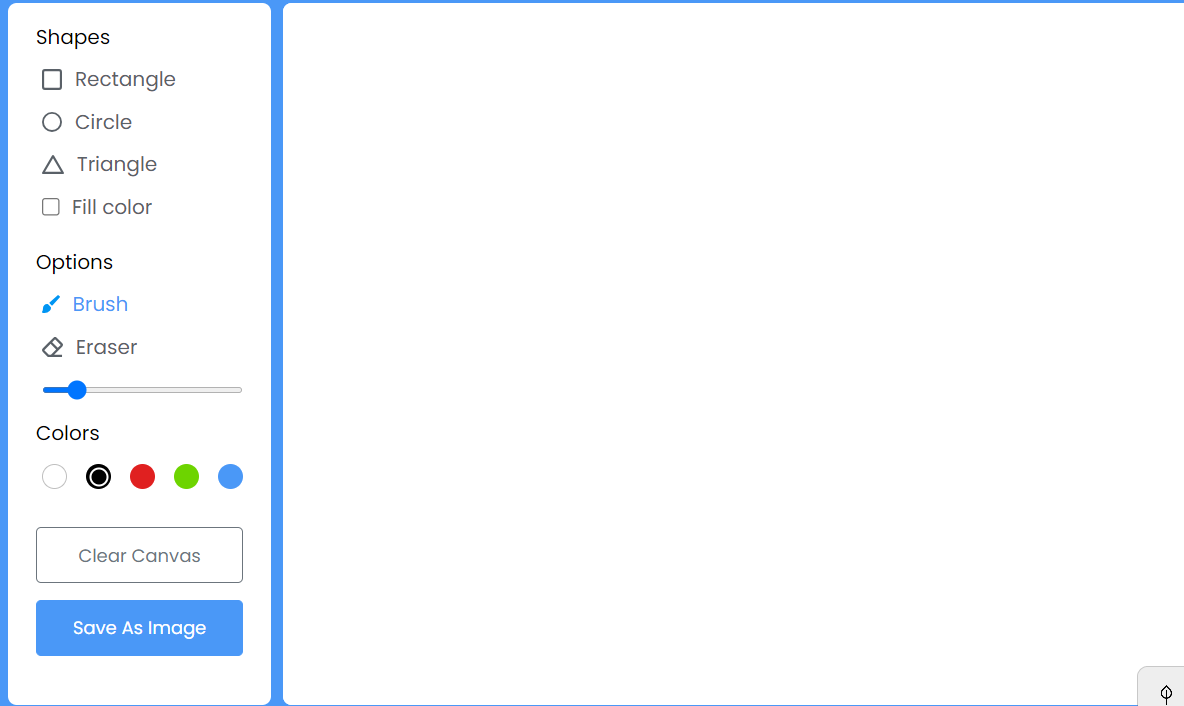 Shapes
Rectangle
Circle
Triangle
Fill color
Options
Brush
Eraser
Colors
Clear Canvas
Save As Image